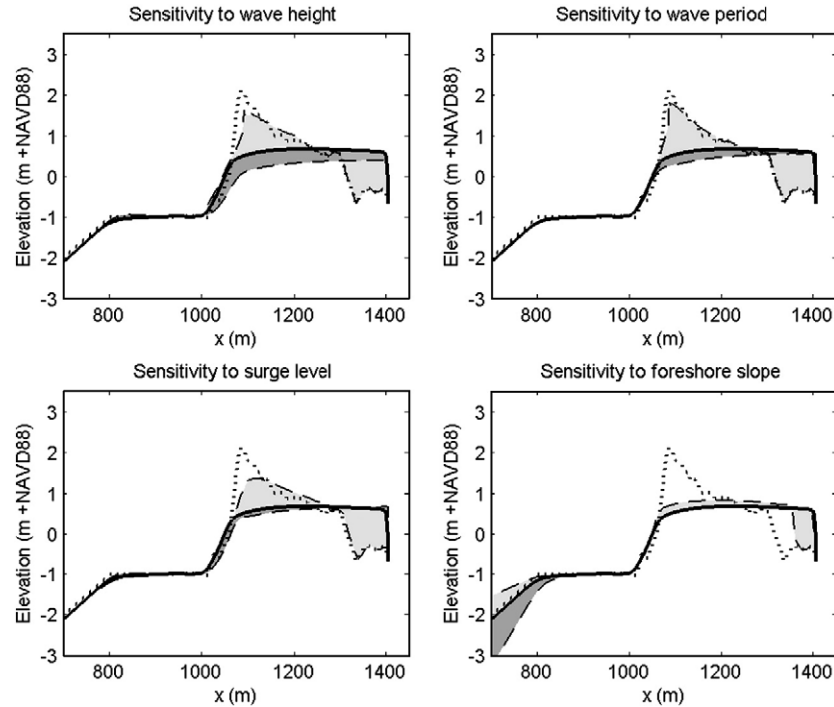 Sensitivity to wave height
3
2
1
0
-1
-2
-3
Elevation (m +NAVD88)
800 1000 1200 1400
x (m)
Sensitivity to wave period
3
2
1
0
-1
-2
-3
Elevation (m +NAVD88)
800 1000 1200 1400
x (m)
Sensitivity to surge level
3
2
1
0
-1
-2
-3
Elevation (m +NAVD88)
800 1000 1200 1400
x (m)
Sensitivity to foreshore slope
3
2
1
0
-1
-2
-3
Elevation (m +NAVD88)
800 1000 1200 1400
x (m)